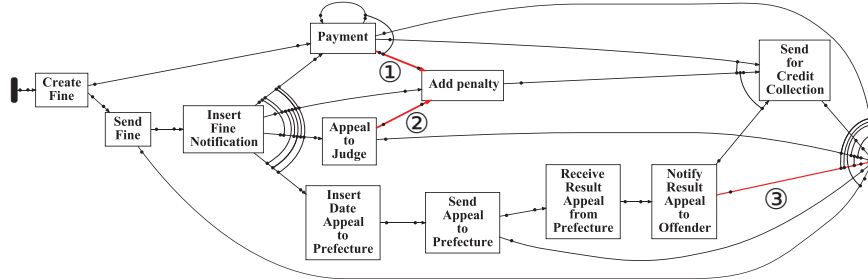 Payment
①
Add penalty
Send
for
Credit
Collection
Create
Fine
Send
Fine
Insert
Fine
Notification
②
Appeal
to
Judge
Insert
Date
Appeal
to
Prefecture
Send
Appeal
to
Prefecture
Receive
Result
Appeal
from
Prefecture
Notify
Result
Appeal
to
Offender
③